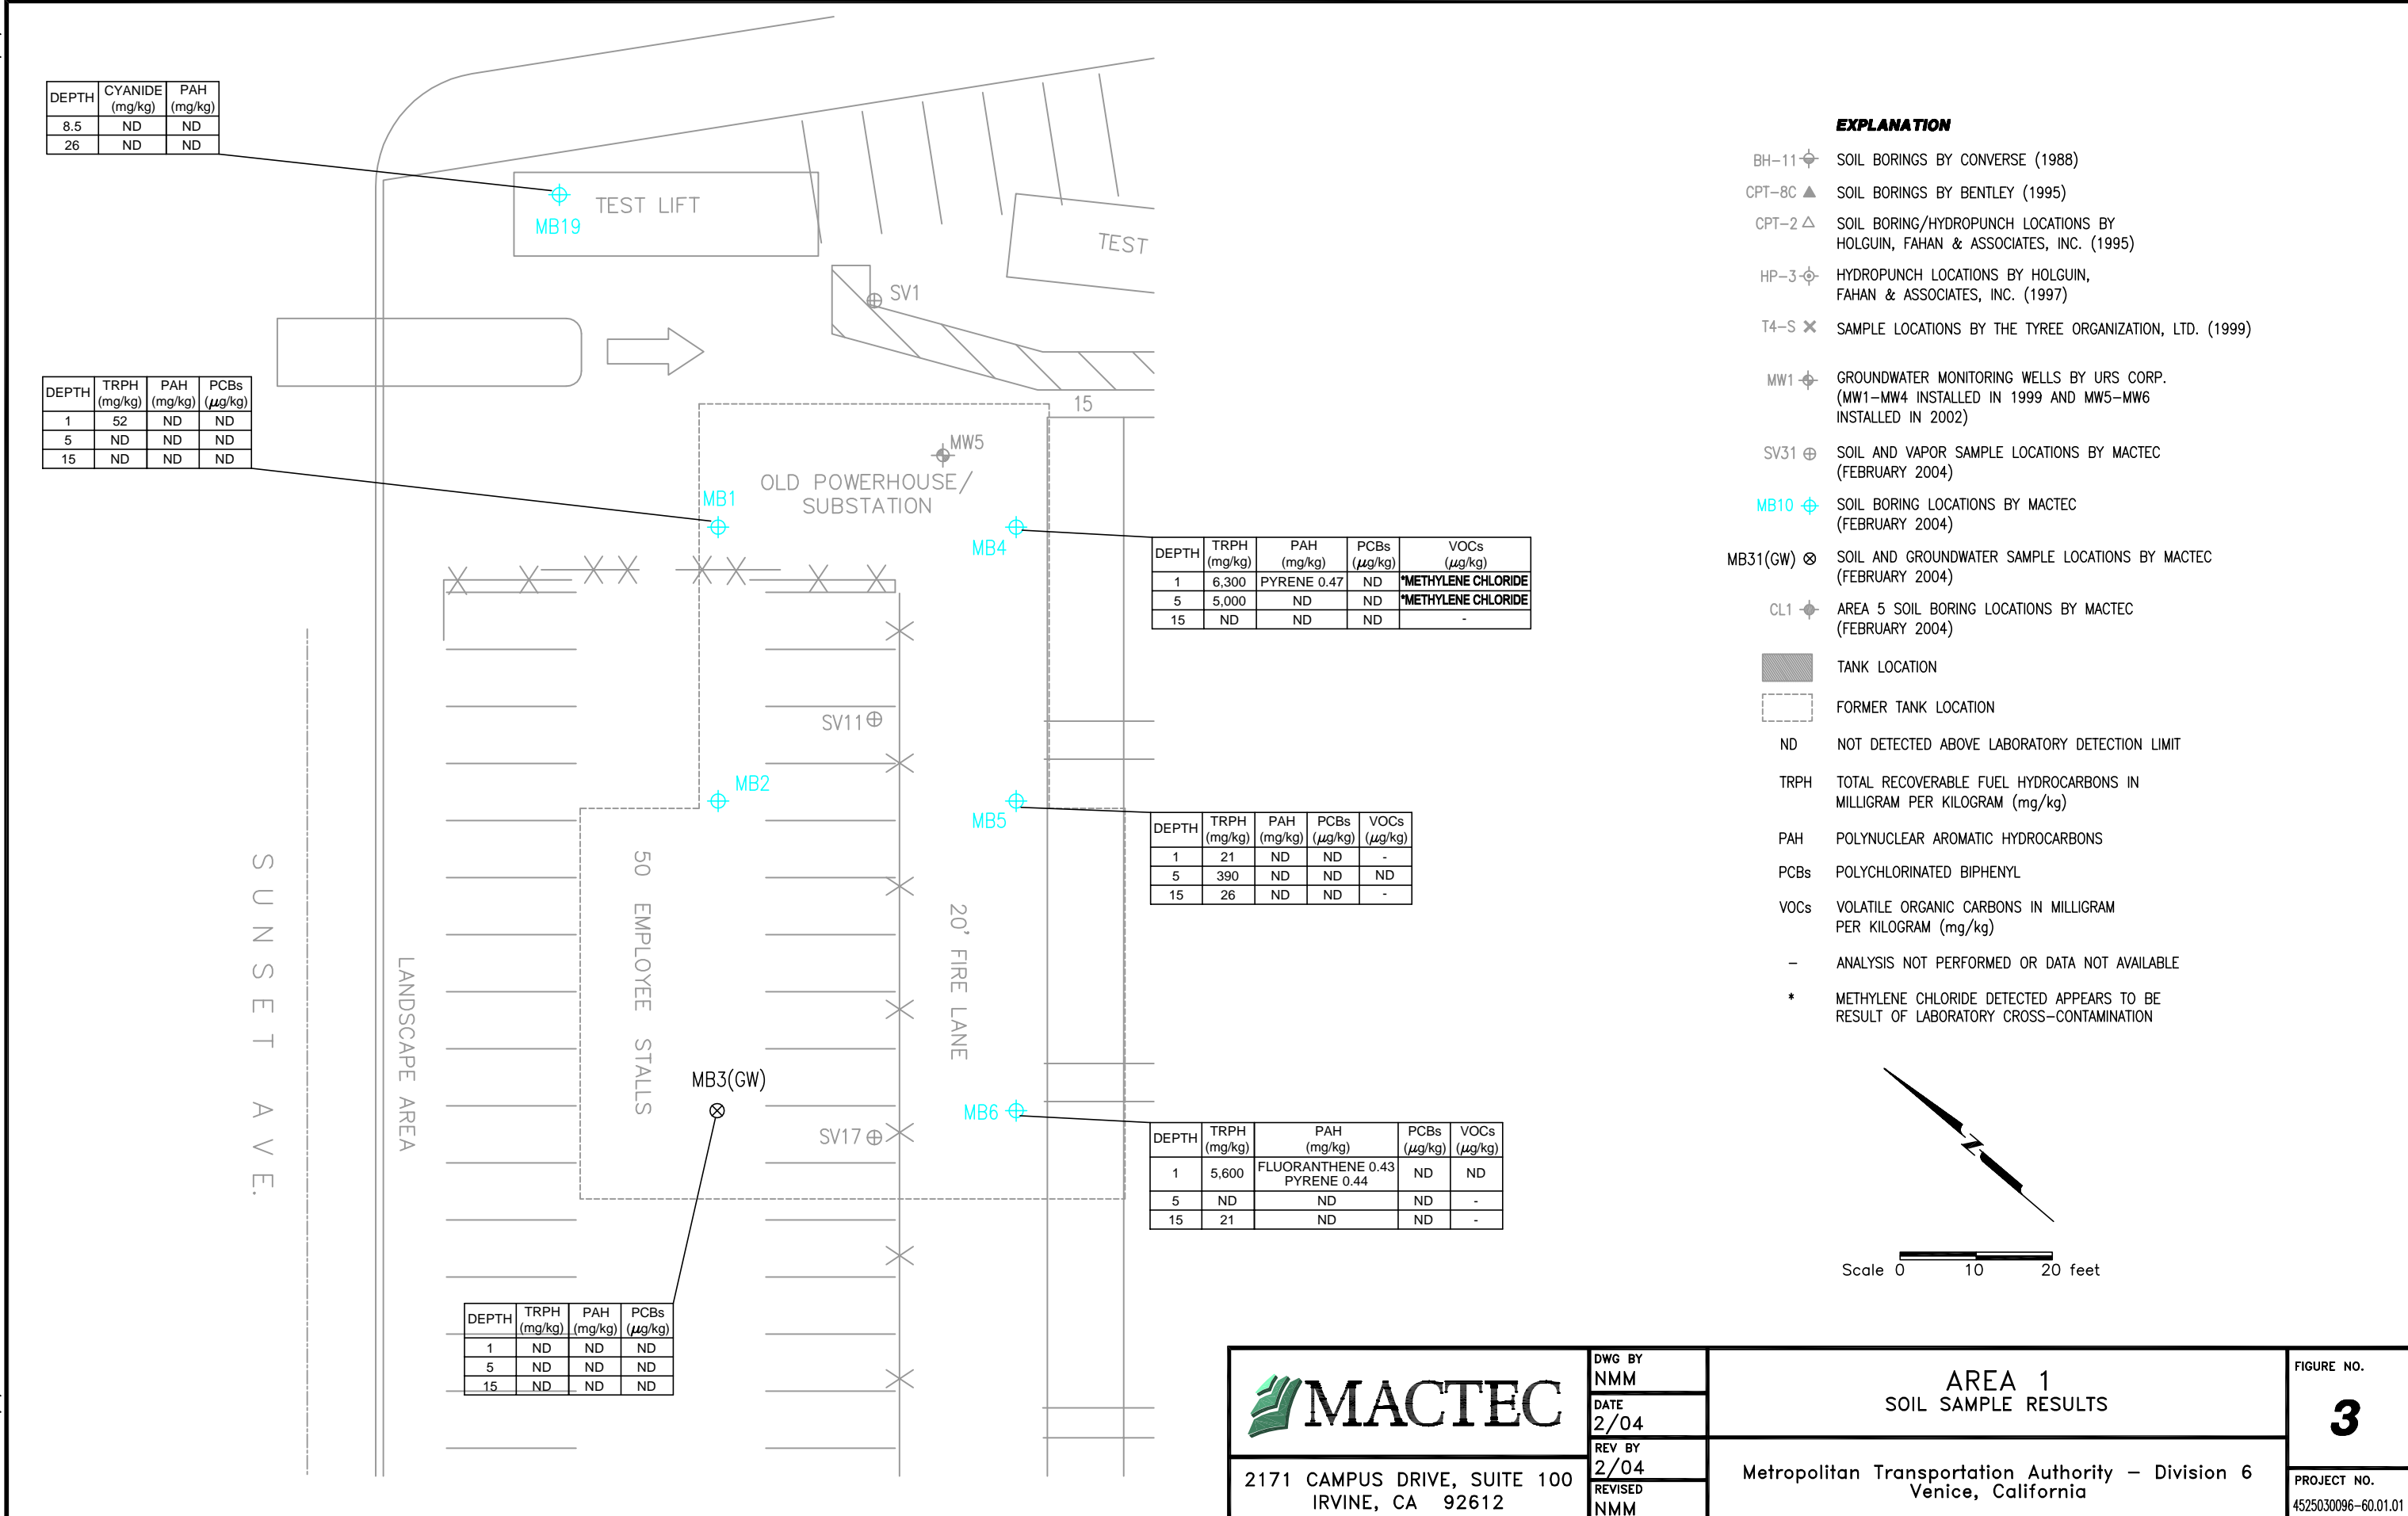 DEPTH CYANIDE (mg/kg) PAH (mg/kg)
8.5 ND ND
26 ND ND
MB19
TEST LIFT
TEST
SV1
DEPTH TRPH (mg/kg) PAH (mg/kg) PCBs (µg/kg)
1 52 ND ND
5 ND ND ND
15 ND ND ND
15
MW5
OLD POWERHOUSE/
SUBSTATION
MB1
MB4
DEPTH TRPH (mg/kg) PAH (mg/kg) PCBs (µg/kg) VOCs (µg/kg)
1 6,300 PYRENE 0.47 ND *METHYLENE CHLORIDE
5 5,000 ND ND *METHYLENE CHLORIDE
15 ND ND ND -
SV11
MB2
MB5
DEPTH TRPH (mg/kg) PAH (mg/kg) PCBs (µg/kg) VOCs (µg/kg)
1 21 ND ND -
5 390 ND ND ND
15 26 ND ND -
SUNSET AVE.
LANDSCAPE AREA
50 EMPLOYEE STALLS
20' FIRE LANE
MB3(GW)
SV17
MB6
DEPTH TRPH (mg/kg) PAH (mg/kg) PCBs (µg/kg) VOCs (µg/kg)
1 5,600 FLUORANTHENE 0.43 PYRENE 0.44 ND ND
5 ND ND ND -
15 21 ND ND -
DEPTH TRPH (mg/kg) PAH (mg/kg) PCBs (µg/kg)
1 ND ND ND
5 ND ND ND
15 ND ND ND
EXPLANATION
BH-11 SOIL BORINGS BY CONVERSE (1988)
CPT-8C SOIL BORINGS BY BENTLEY (1995)
CPT-2 SOIL BORING/HYDROPUNCH LOCATIONS BY
HOLGUIN, FAHAN & ASSOCIATES, INC. (1995)
HP-3 HYDROPUNCH LOCATIONS BY HOLGUIN,
FAHAN & ASSOCIATES, INC. (1997)
T4-S SAMPLE LOCATIONS BY THE TYREE ORGANIZATION, LTD. (1999)
MW1 GROUNDWATER MONITORING WELLS BY URS CORP.
(MW1-MW4 INSTALLED IN 1999 AND MW5-MW6
INSTALLED IN 2002)
SV31 SOIL AND VAPOR SAMPLE LOCATIONS BY MACTEC
(FEBRUARY 2004)
MB10 SOIL BORING LOCATIONS BY MACTEC
(FEBRUARY 2004)
MB31(GW) SOIL AND GROUNDWATER SAMPLE LOCATIONS BY MACTEC
(FEBRUARY 2004)
CL1 AREA 5 SOIL BORING LOCATIONS BY MACTEC
(FEBRUARY 2004)
TANK LOCATION
FORMER TANK LOCATION
ND NOT DETECTED ABOVE LABORATORY DETECTION LIMIT
TRPH TOTAL RECOVERABLE FUEL HYDROCARBONS IN
MILLIGRAM PER KILOGRAM (mg/kg)
PAH POLYNUCLEAR AROMATIC HYDROCARBONS
PCBs POLYCHLORINATED BIPHENYL
VOCs VOLATILE ORGANIC CARBONS IN MILLIGRAM
PER KILOGRAM (mg/kg)
- ANALYSIS NOT PERFORMED OR DATA NOT AVAILABLE
* METHYLENE CHLORIDE DETECTED APPEARS TO BE
RESULT OF LABORATORY CROSS-CONTAMINATION
N
Scale 0 10 20 feet
MACTEC
2171 CAMPUS DRIVE, SUITE 100
IRVINE, CA 92612
DWG BY
NMM
DATE
2/04
REV BY
2/04
REVISED
NMM
AREA 1
SOIL SAMPLE RESULTS
Metropolitan Transportation Authority - Division 6
Venice, California
FIGURE NO.
3
PROJECT NO.
4525030096-60.01.01